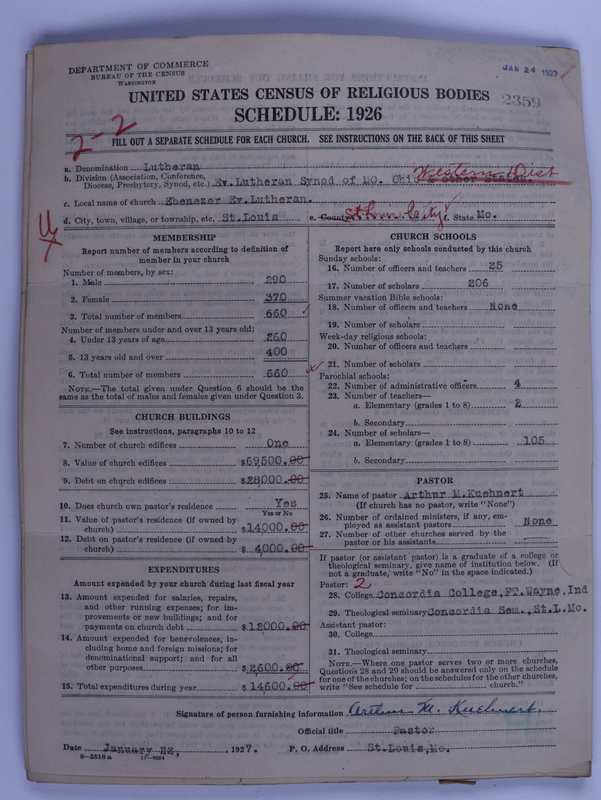 DEPARTMENT OF COMMERCE
BUREAU OF THE CENSUS
WASHINGTON
JAN 24 1927
UNITED STATES CENSUS OF RELIGIOUS BODIES
SCHEDULE: 1926
2359
2-2
FILL OUT A SEPARATE SCHEDULE FOR EACH CHURCH. SEE INSTRUCTIONS ON THE BACK OF THIS SHEET
a. Denomination Lutheran
b. Division (Association, Conference, Diocese, Presbytery, Synod, etc.) Ev.Lutheran Synod of MO. Ohio & other States. Western Dist
c. Local name of church Ebenezer Ev.Lutheran.
d. City, town, village, or township, etc. St.Louis e. County St Louis City f. State Mo.
MEMBERSHIP
Report number of members according to definition of
member in your church
Number of members, by sex:
1. Male 290
2. Female 370
3. Total number of members 660
Number of members under and over 13 years old:
4. Under 13 years of age 260
5. 13 years old and over 400
6. Total number of members 660
NOTE.—The total given under Question 6 should be
same as the total of males and females given under Question 3.
CHURCH BUILDINGS
See instructions, paragraphs 10 to 12
7. Number of church edifices One
8. Value of church edifices $69500.00
9. Debt on church edifices $28000.00
10. Does church own pastor's residence? Yes
Yes or No
11. Value of pastor's residence (if owned by
church) $14000.00
12. Debt on pastor's residence (if owned by
church) $4000.00
EXPENDITURES
Amount expended by your church during last fiscal year
13. Amount expended for salaries, repairs,
and other running expenses; for im-
provements or new buildings; and for
payments on church debt $12000.00
14. Amount expended for benevolences, in-
cluding home and foreign missions; for
denominational support; and for all
other purposes $2600.00
15. Total expenditures during year $14600.00
CHURCH SCHOOLS
Report here only schools conducted by this church
Sunday schools:
16. Number of officers and teachers 25
17. Number of scholars 206
Summer vacation Bible schools:
18. Number of officers and teachers None
19. Number of scholars
Week-day religious schools:
20. Number of officers and teachers
21. Number of scholars
Parochial schools:
22. Number of administrative officers 4
23. Number of teachers—
a. Elementary (grades 1 to 8) 2
b. Secondary
24. Number of scholars—
a. Elementary (grades 1 to 8) 105
b. Secondary
PASTOR
25. Name of pastor Arthur M.Kuehnert
(If church has no pastor, write "None")
26. Number of ordained ministers, if any, em-
ployed as assistant pastors None
27. Number of other churches served by the
pastor or his assistants
If pastor (or assistant pastor) is a graduate of a college or
theological seminary, give name of institution below. (If
not a graduate, write "No" in the space indicated.)
Pastor: 2
28. College Concordia College,FT.Wayne,Ind
29. Theological seminary Concordia Sem.,St.L.Mo.
Assistant pastor:
30. College
31. Theological seminary
NOTE.—Where one pastor serves two or more churches,
Questions 28 and 29 should be answered only on the schedule
for one of the churches; on the schedules for the other churches,
write "See schedule for church."
Signature of person furnishing information Arthur M. Kuehnert.
Official title Pastor
Date January 22, 1927. P. O. Address St.Louis,Mo.
8-5518a 11-9054